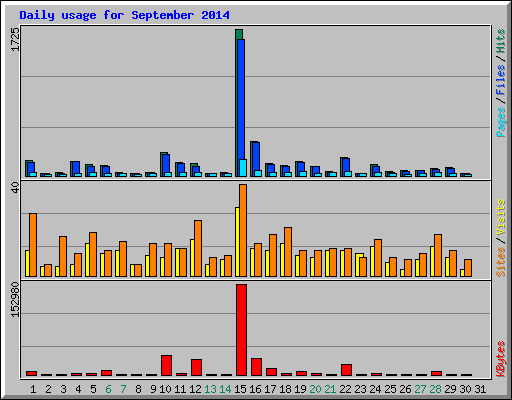 Daily usage for September 2014
1725
Pages / Files / Hits
40
Sites / Visits
152980
KBytes
1 2 3 4 5 6 7 8 9 10 11 12 13 14 15 16 17 18 19 20 21 22 23 24 25 26 27 28 29 30 31